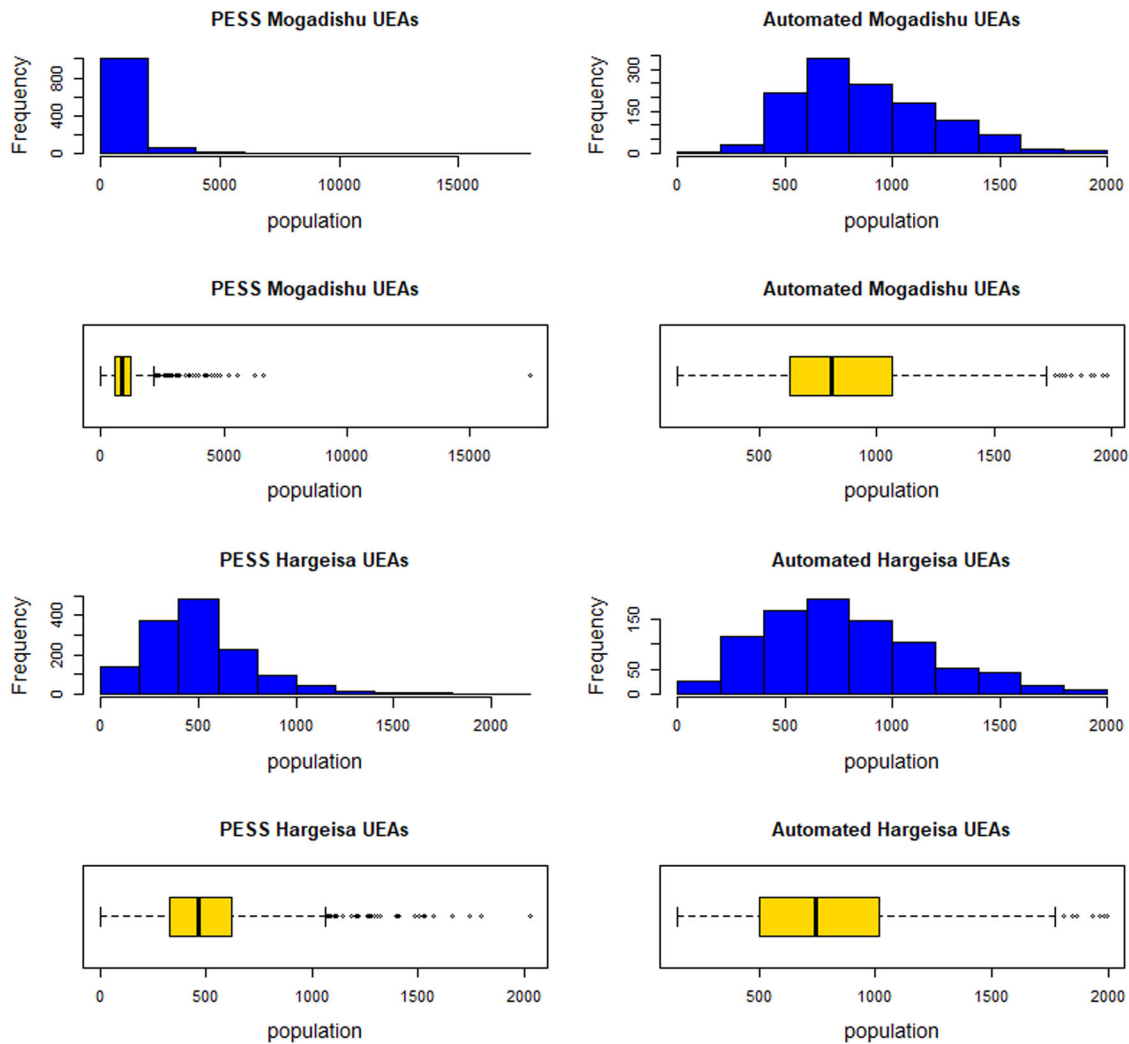 PESS Mogadishu UEAs
Frequency
0 400 800
0 5000 10000 15000
population
Automated Mogadishu UEAs
Frequency
0 150 300
0 500 1000 1500 2000
population
PESS Mogadishu UEAs
0 5000 10000 15000
population
Automated Mogadishu UEAs
500 1000 1500 2000
population
PESS Hargeisa UEAs
Frequency
0 200 400
0 500 1000 1500 2000
population
Automated Hargeisa UEAs
Frequency
0 50 150
0 500 1000 1500 2000
population
PESS Hargeisa UEAs
0 500 1000 1500 2000
population
Automated Hargeisa UEAs
500 1000 1500 2000
population